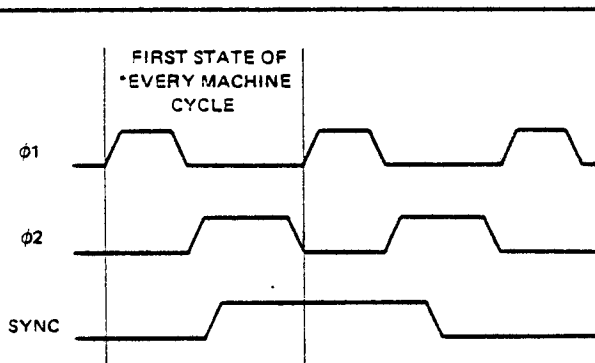 FIRST STATE OF
*EVERY MACHINE
CYCLE
ϕ1
ϕ2
SYNC